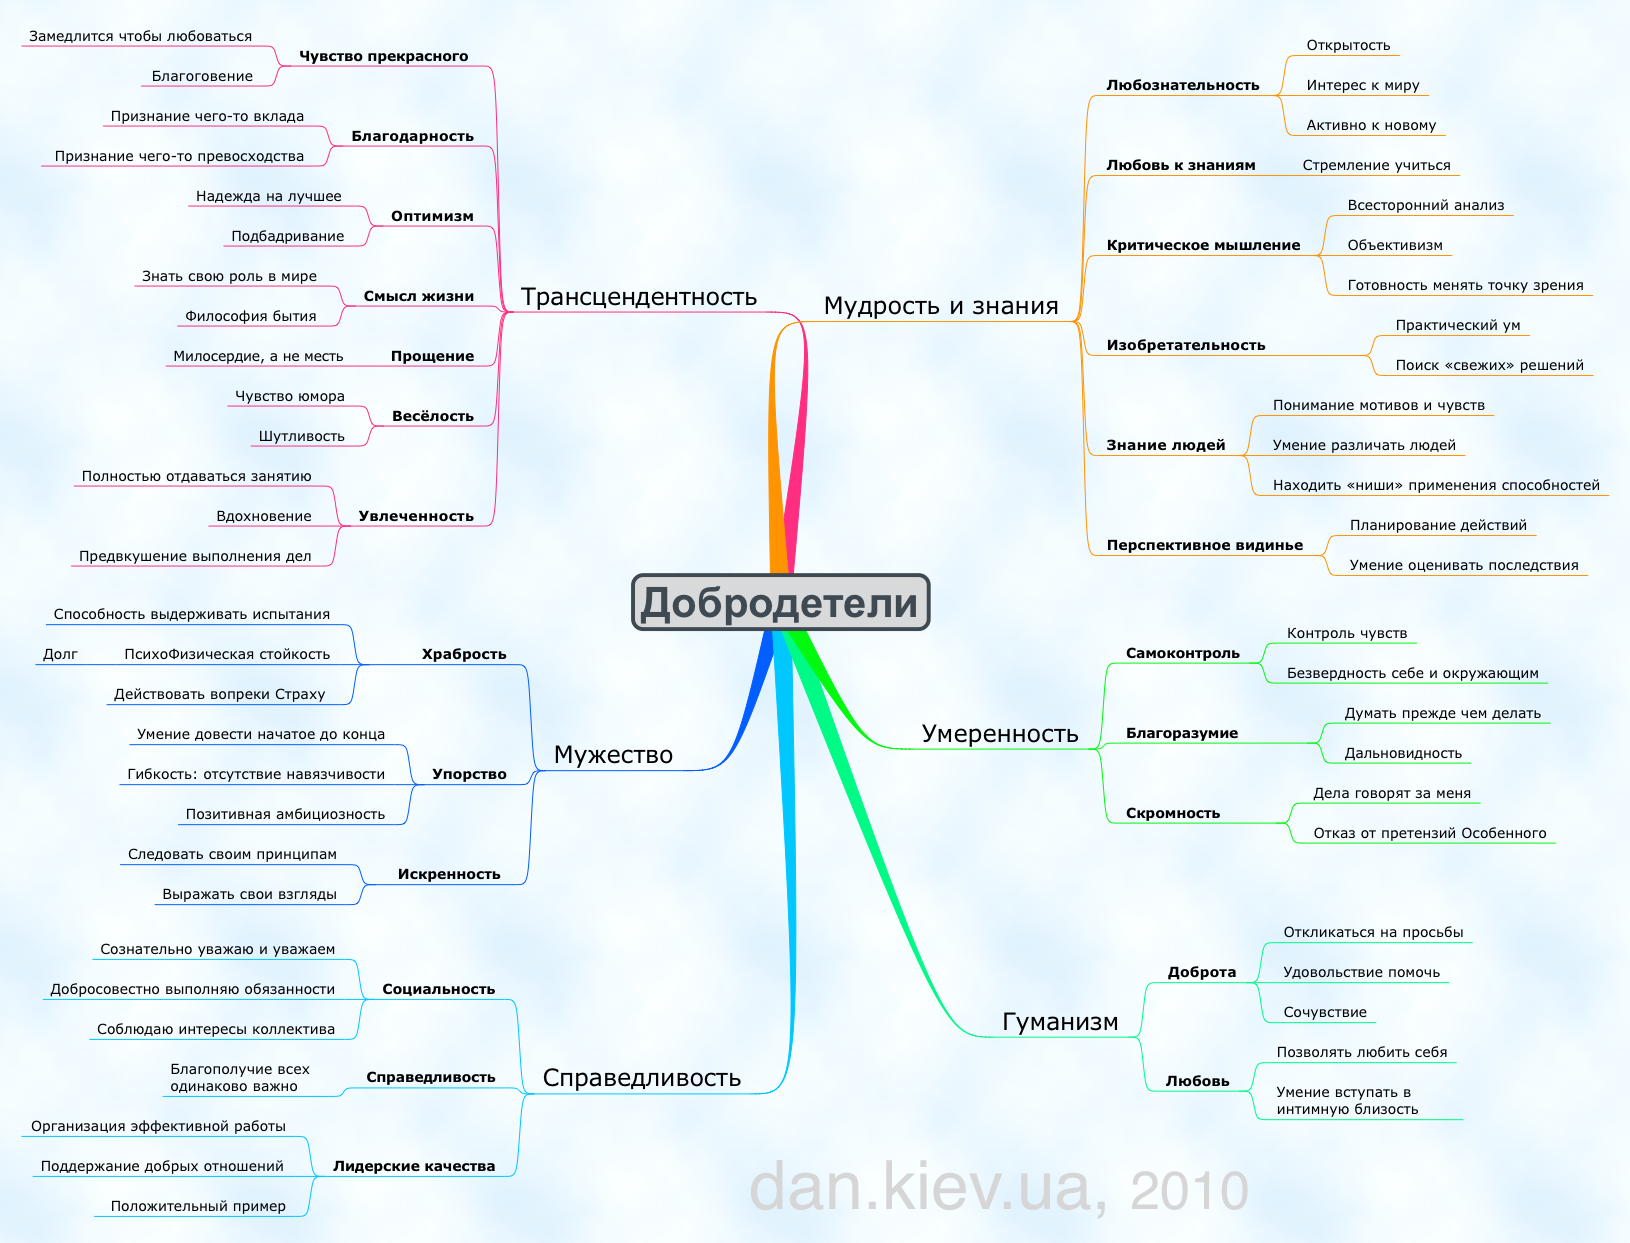 Добродетели
Мудрость и знания
Любознательность
Открытость
Интерес к миру
Активно к новому
Любовь к знаниям
Стремление учиться
Критическое мышление
Всесторонний анализ
Объективизм
Готовность менять точку зрения
Изобретательность
Практический ум
Поиск «свежих» решений
Знание людей
Понимание мотивов и чувств
Умение различать людей
Находить «ниши» применения способностей
Перспективное видинье
Планирование действий
Умение оценивать последствия
Умеренность
Самоконтроль
Контроль чувств
Безвердность себе и окружающим
Благоразумие
Думать прежде чем делать
Дальновидность
Скромность
Дела говорят за меня
Отказ от претензий Особенного
Гуманизм
Доброта
Откликаться на просьбы
Удовольствие помочь
Сочувствие
Любовь
Позволять любить себя
Умение вступать в
интимную близость
Трансцендентность
Чувство прекрасного
Замедлится чтобы любоваться
Благоговение
Благодарность
Признание чего-то вклада
Признание чего-то превосходства
Оптимизм
Надежда на лучшее
Подбадривание
Смысл жизни
Знать свою роль в мире
Философия бытия
Прощение
Милосердие, а не месть
Весёлость
Чувство юмора
Шутливость
Увлеченность
Полностью отдаваться занятию
Вдохновение
Предвкушение выполнения дел
Мужество
Храбрость
Способность выдерживать испытания
ПсихоФизическая стойкость
Долг
Действовать вопреки Страху
Упорство
Умение довести начатое до конца
Гибкость: отсутствие навязчивости
Позитивная амбициозность
Искренность
Следовать своим принципам
Выражать свои взгляды
Справедливость
Социальность
Сознательно уважаю и уважаем
Добросовестно выполняю обязанности
Соблюдаю интересы коллектива
Справедливость
Благополучие всех
одинаково важно
Лидерские качества
Организация эффективной работы
Поддержание добрых отношений
Положительный пример
dan.kiev.ua, 2010